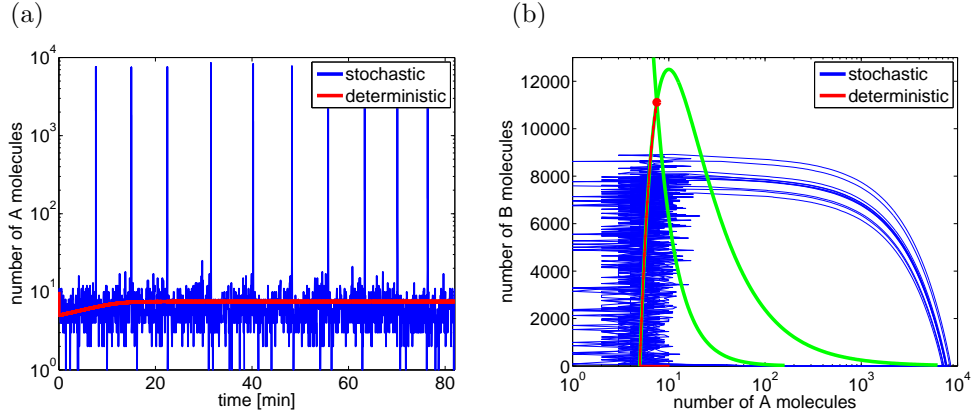 (a)
number of A molecules
10^4
10^3
10^2
10^1
10^0
0
20
40
60
80
time [min]
stochastic
deterministic
(b)
number of B molecules
12000
10000
8000
6000
4000
2000
0
10^0
10^1
10^2
10^3
10^4
number of A molecules
stochastic
deterministic